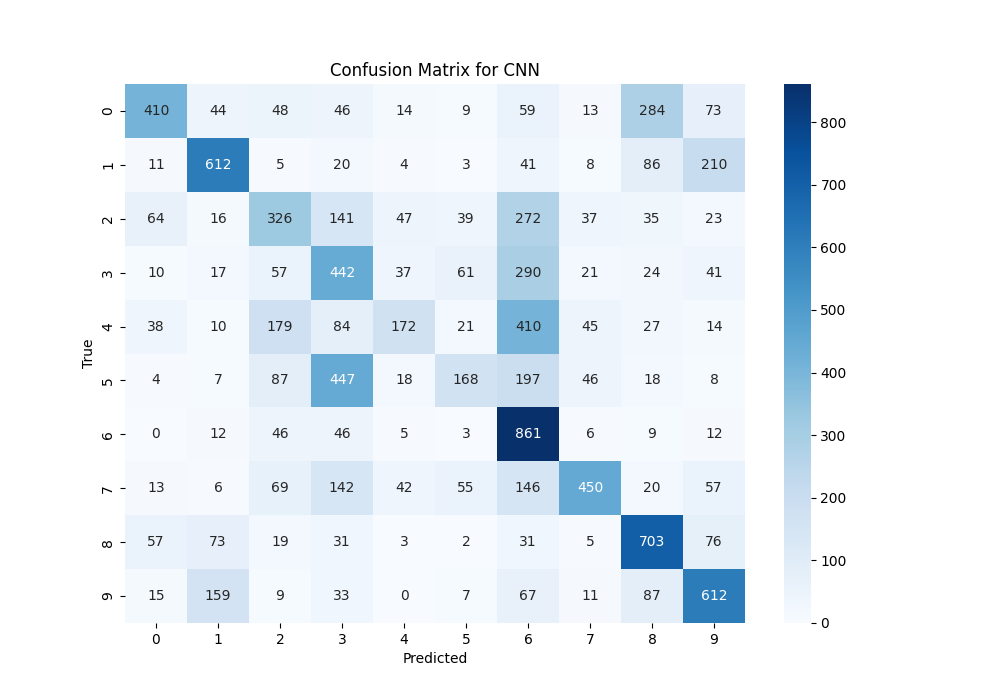 Confusion Matrix for CNN
0 410 44 48 46 14 9 59 13 284 73
1 11 612 5 20 4 3 41 8 86 210
2 64 16 326 141 47 39 272 37 35 23
3 10 17 57 442 37 61 290 21 24 41
4 38 10 179 84 172 21 410 45 27 14
5 4 7 87 447 18 168 197 46 18 8
6 0 12 46 46 5 3 861 6 9 12
7 13 6 69 142 42 55 146 450 20 57
8 57 73 19 31 3 2 31 5 703 76
9 15 159 9 33 0 7 67 11 87 612
0 1 2 3 4 5 6 7 8 9
Predicted
True
800
700
600
500
400
300
200
100
0